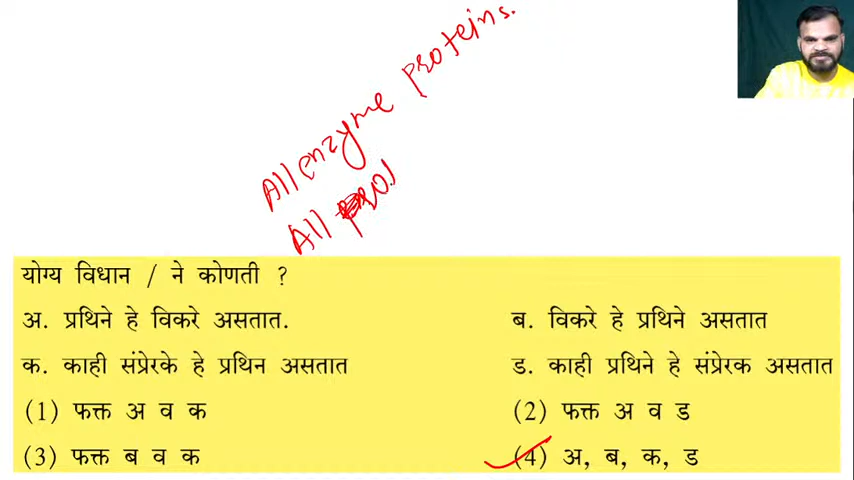 All enzyme proteins.
All
योग्य विधान / ने कोणती ?
अ. प्रथिने हे विकरे असतात.
ब. विकरे हे प्रथिने असतात
क. काही संप्रेरके हे प्रथिन असतात
ड. काही प्रथिने हे संप्रेरक असतात
(1) फक्त अ व क
(2) फक्त अ व ड
(3) फक्त ब व क
(4) अ, ब, क, ड